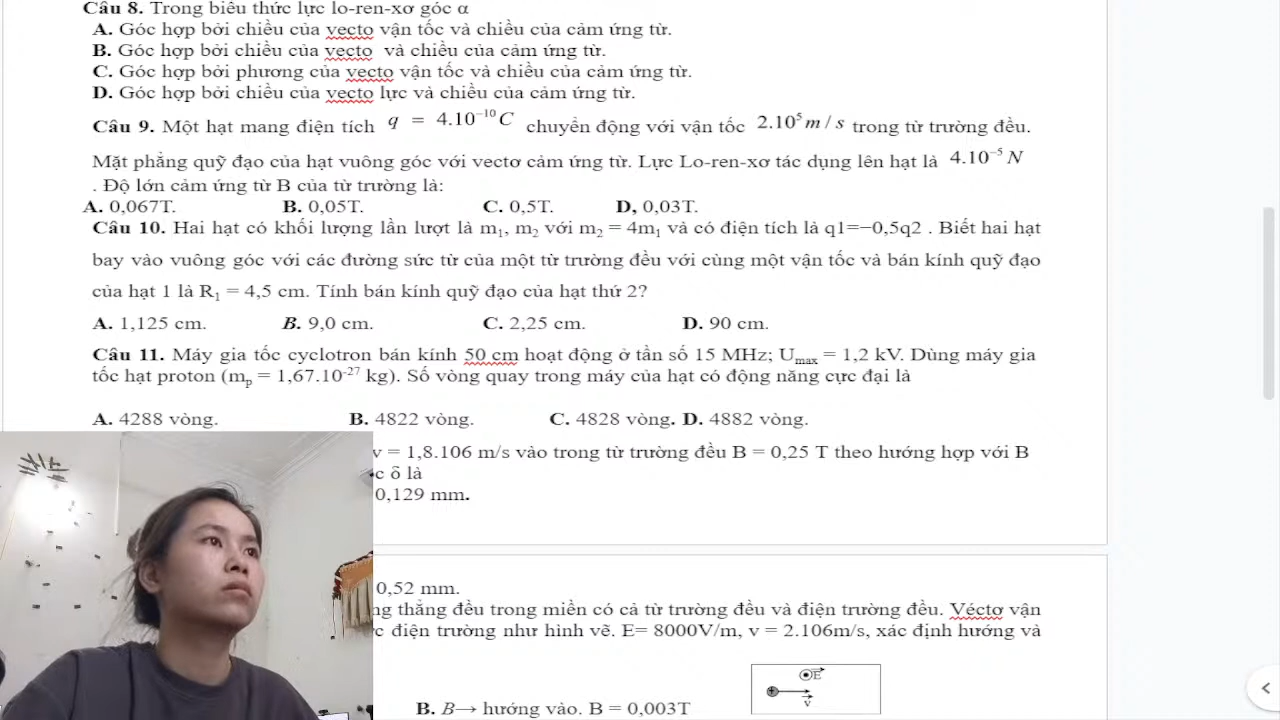 Câu 8. Trong biểu thức lực lo-ren-xơ góc α
A. Góc hợp bởi chiều của vecto vận tốc và chiều của cảm ứng từ.
B. Góc hợp bởi chiều của vecto và chiều của cảm ứng từ.
C. Góc hợp bởi phương của vecto vận tốc và chiều của cảm ứng từ.
D. Góc hợp bởi chiều của vecto lực và chiều của cảm ứng từ.
Câu 9. Một hạt mang điện tích q = 4.10⁻¹⁰ C chuyển động với vận tốc 2.10⁵ m / s trong từ trường đều.
Mặt phẳng quỹ đạo của hạt vuông góc với vectơ cảm ứng từ. Lực Lo-ren-xơ tác dụng lên hạt là 4.10⁻⁵ N
. Độ lớn cảm ứng từ B của từ trường là:
A. 0,067T. B. 0,05T. C. 0,5T. D, 0,03T.
Câu 10. Hai hạt có khối lượng lần lượt là m₁, m₂ với m₂ = 4m₁ và có điện tích là q1=−0,5q2 . Biết hai hạt
bay vào vuông góc với các đường sức từ của một từ trường đều với cùng một vận tốc và bán kính quỹ đạo
của hạt 1 là R₁ = 4,5 cm. Tính bán kính quỹ đạo của hạt thứ 2?
A. 1,125 cm. B. 9,0 cm. C. 2,25 cm. D. 90 cm.
Câu 11. Máy gia tốc cyclotron bán kính 50 cm hoạt động ở tần số 15 MHz; Uₘₐₓ = 1,2 kV. Dùng máy gia
tốc hạt proton (mₚ = 1,67.10⁻²⁷ kg). Số vòng quay trong máy của hạt có động năng cực đại là
A. 4288 vòng. B. 4822 vòng. C. 4828 vòng. D. 4882 vòng.
v = 1,8.106 m/s vào trong từ trường đều B = 0,25 T theo hướng hợp với B
c ố là
0,129 mm.
0,52 mm.
ng thẳng đều trong miền có cả từ trường đều và điện trường đều. Véctơ vận
c điện trường như hình vẽ. E= 8000V/m, v = 2.106m/s, xác định hướng và
E
v
B. B→ hướng vào. B = 0,003T